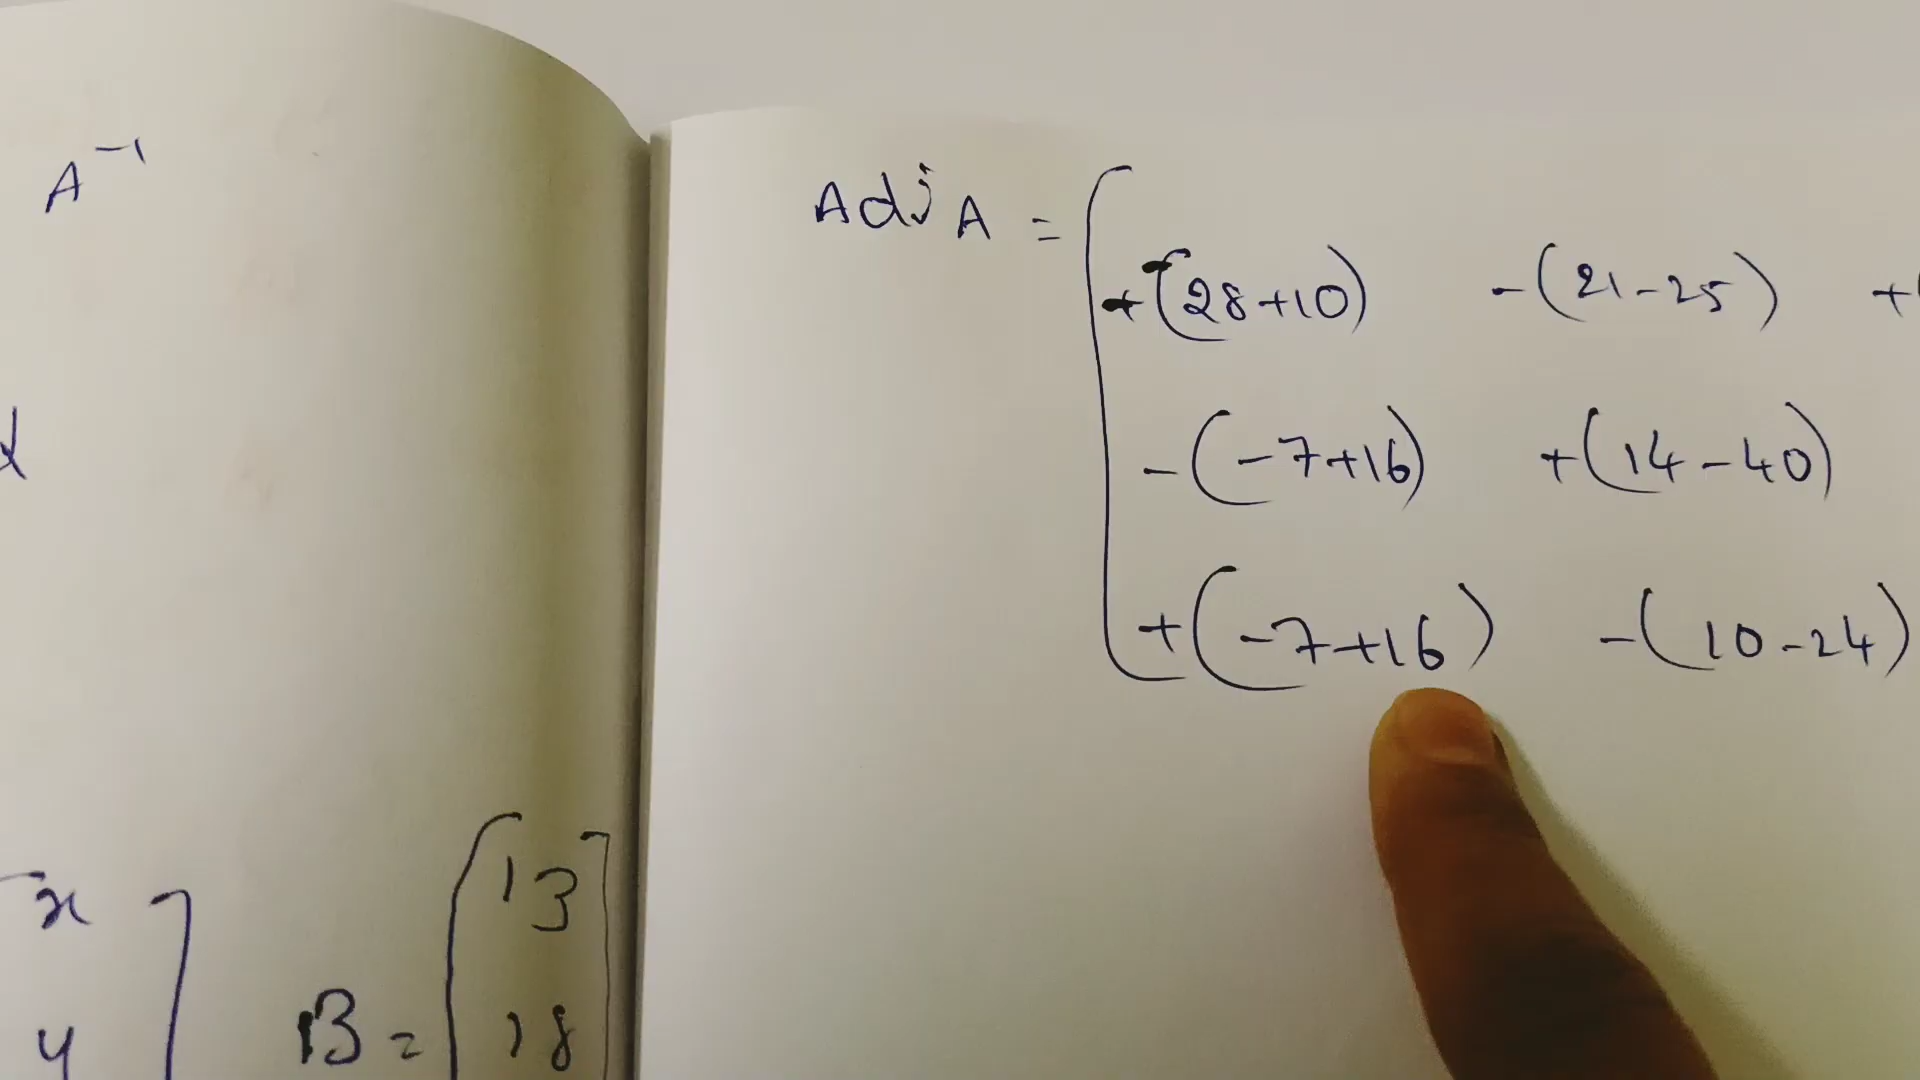 A⁻¹
x
y
B = [13
18
Adj A =
+(28+10) -(21-25) +(
-(-7+16) +(14-40)
+(-7+16) -(10-24)